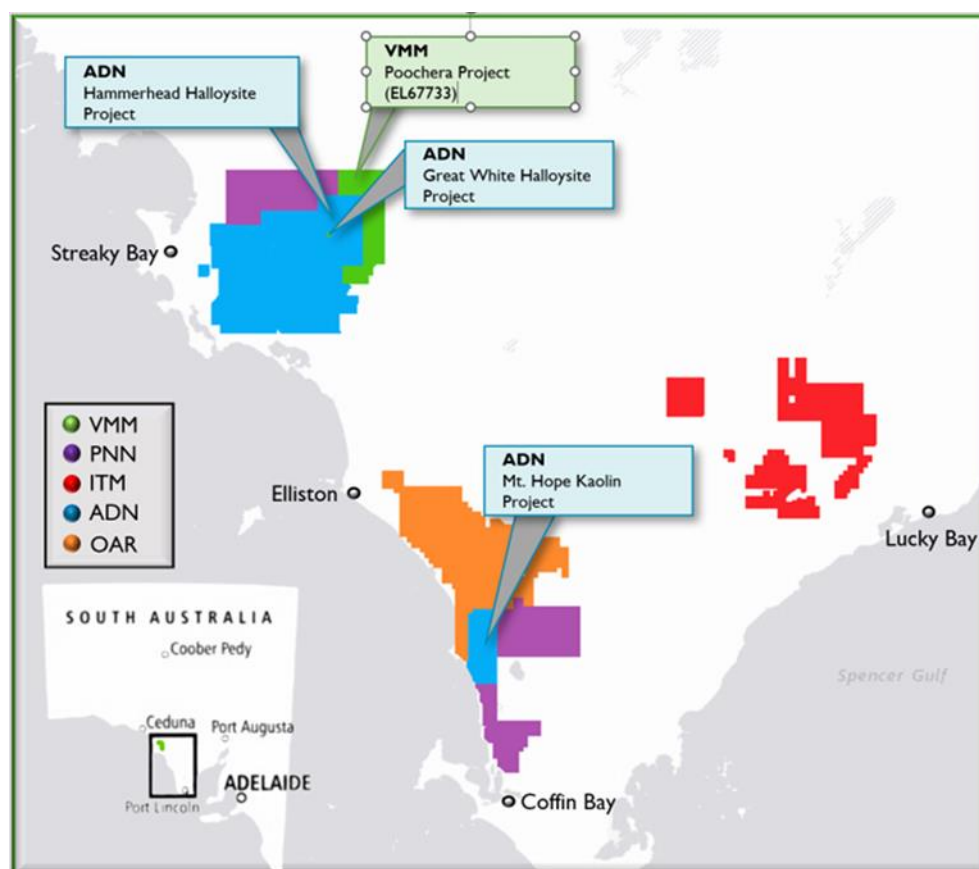 VMM
Poochera Project
(EL67733)
ADN
Hammerhead Halloysite
Project
ADN
Great White Halloysite
Project
Streaky Bay
VMM
PNN
ITM
ADN
OAR
ADN
Mt. Hope Kaolin
Project
Elliston
Lucky Bay
SOUTH AUSTRALIA
Coober Pedy
Spencer Gulf
Ceduna
Port Augusta
ADELAIDE
Port Lincoln
Coffin Bay